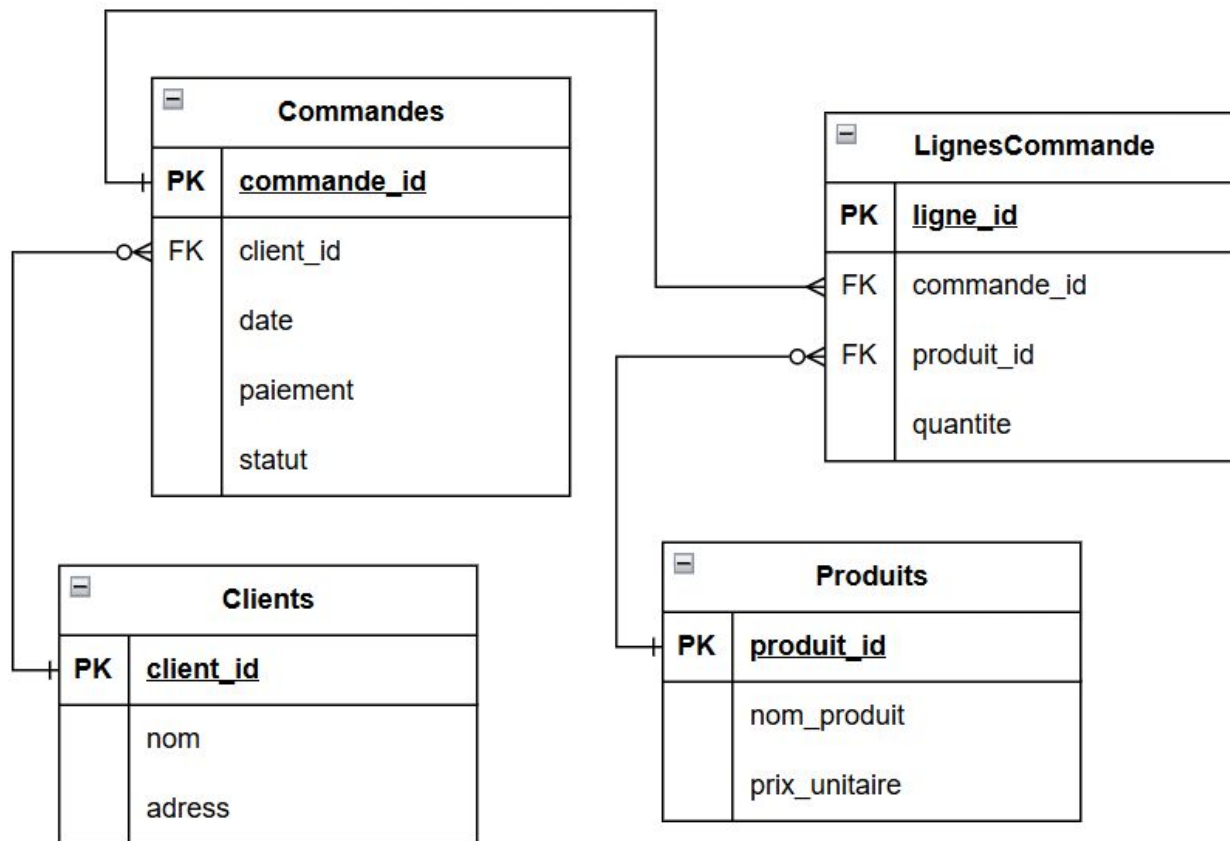 Commandes
PK commande_id
FK client_id
date
paiement
statut
LignesCommande
PK ligne_id
FK commande_id
FK produit_id
quantite
Clients
PK client_id
nom
adress
Produits
PK produit_id
nom_produit
prix_unitaire